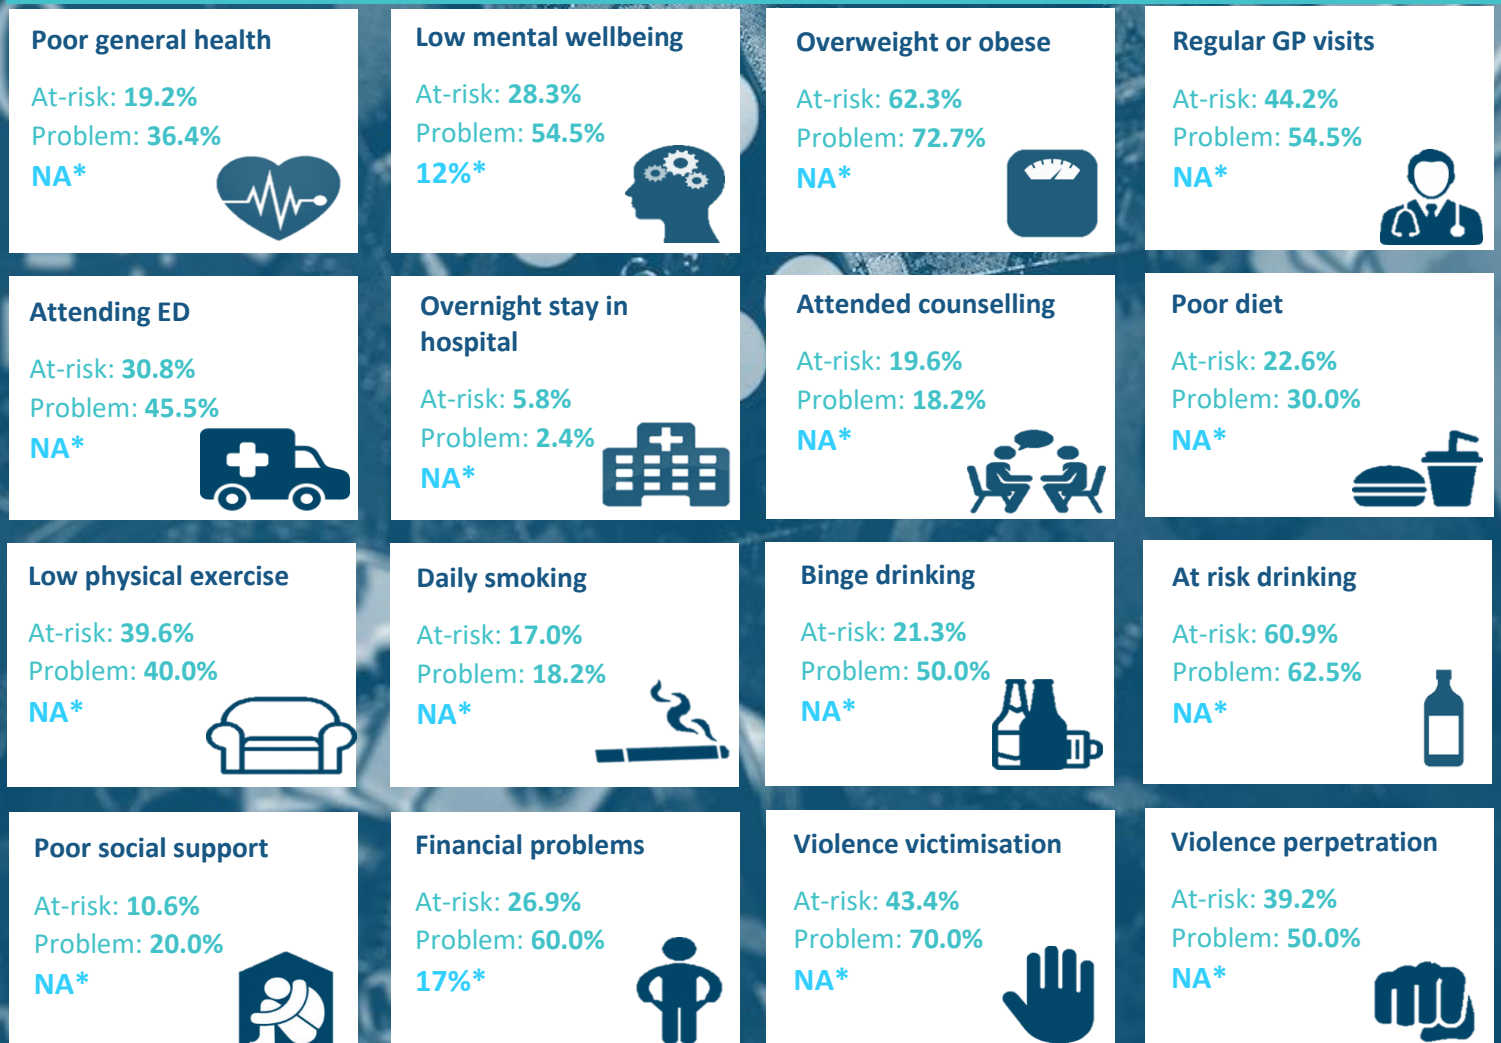 Poor general health
At-risk: 19.2%
Problem: 36.4%
NA*
Low mental wellbeing
At-risk: 28.3%
Problem: 54.5%
12%*
Overweight or obese
At-risk: 62.3%
Problem: 72.7%
NA*
Regular GP visits
At-risk: 44.2%
Problem: 54.5%
NA*
Attending ED
At-risk: 30.8%
Problem: 45.5%
NA*
Overnight stay in
hospital
At-risk: 5.8%
Problem: 2.4%
NA*
Attended counselling
At-risk: 19.6%
Problem: 18.2%
NA*
Poor diet
At-risk: 22.6%
Problem: 30.0%
NA*
Low physical exercise
At-risk: 39.6%
Problem: 40.0%
NA*
Daily smoking
At-risk: 17.0%
Problem: 18.2%
NA*
Binge drinking
At-risk: 21.3%
Problem: 50.0%
NA*
At risk drinking
At-risk: 60.9%
Problem: 62.5%
NA*
Poor social support
At-risk: 10.6%
Problem: 20.0%
NA*
Financial problems
At-risk: 26.9%
Problem: 60.0%
17%*
Violence victimisation
At-risk: 43.4%
Problem: 70.0%
NA*
Violence perpetration
At-risk: 39.2%
Problem: 50.0%
NA*